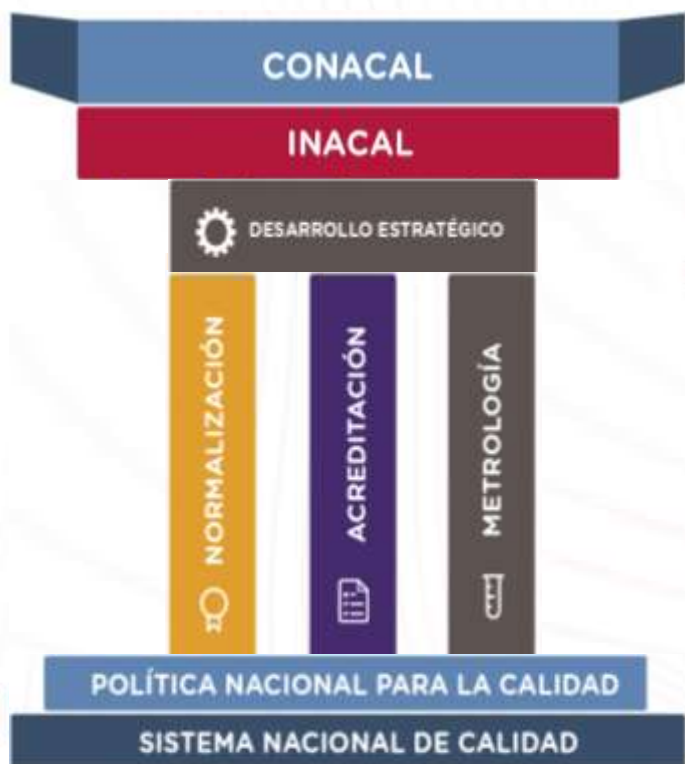 CONACAL
INACAL
DESARROLLO ESTRATÉGICO
NORMALIZACIÓN
ACREDITACIÓN
METROLOGÍA
POLÍTICA NACIONAL PARA LA CALIDAD
SISTEMA NACIONAL DE CALIDAD